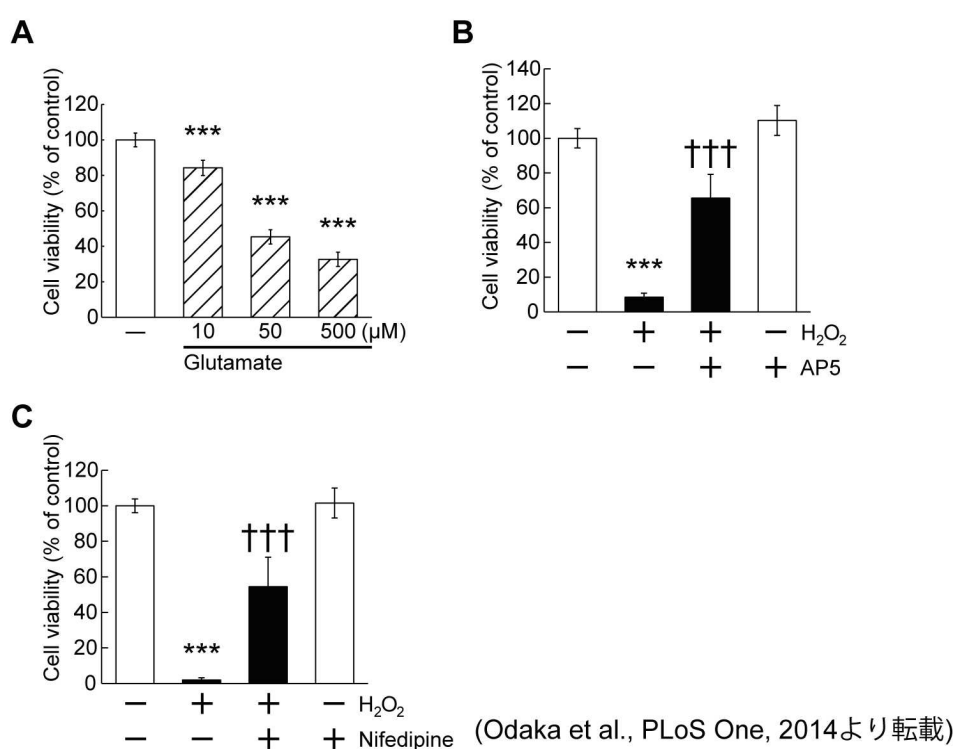 A
Cell viability (% of control)
120
100
80
60
40
20
0
***
***
***
—
10
50
500 (μM)
Glutamate
B
Cell viability (% of control)
140
120
100
80
60
40
20
0
***
†††
− + + − H₂O₂
− − + + AP5
C
Cell viability (% of control)
120
100
80
60
40
20
0
***
†††
− + + − H₂O₂
− − + + Nifedipine
(Odaka et al., PLoS One, 2014より転載)